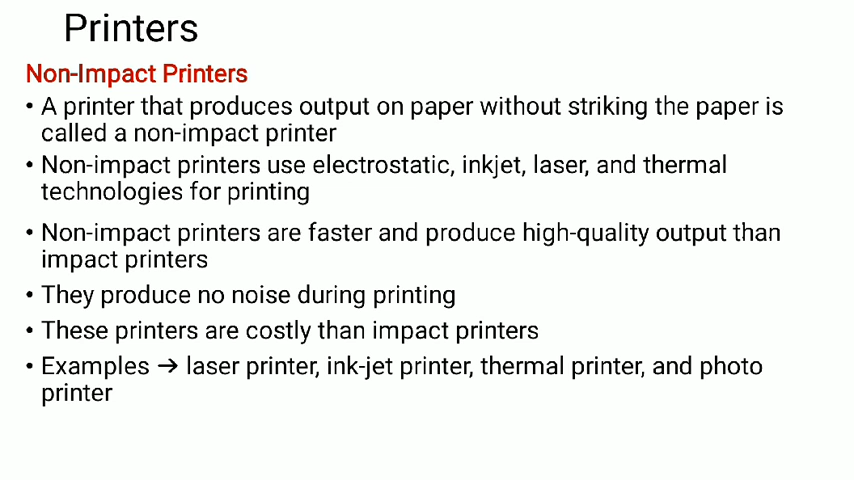 Printers
Non-Impact Printers
• A printer that produces output on paper without striking the paper is
called a non-impact printer
• Non-impact printers use electrostatic, inkjet, laser, and thermal
technologies for printing
• Non-impact printers are faster and produce high-quality output than
impact printers
• They produce no noise during printing
• These printers are costly than impact printers
• Examples → laser printer, ink-jet printer, thermal printer, and photo
printer